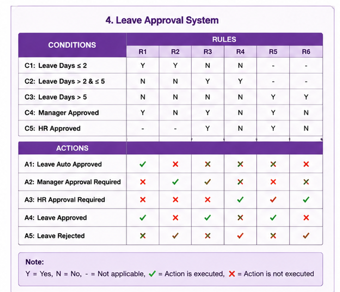 4. Leave Approval System
CONDITIONS RULES
R1 R2 R3 R4 R5 R6
C1: Leave Days ≤ 2 Y Y N N - -
C2: Leave Days > 2 & ≤ 5 N N Y Y - -
C3: Leave Days > 5 N N N N Y Y
C4: Manager Approved Y N Y N Y N
C5: HR Approved - - Y N Y N
ACTIONS
A1: Leave Auto Approved ✓ ✗ ✗ ✗ ✗ ✗
A2: Manager Approval Required ✗ ✓ ✓ ✗ ✗ ✗
A3: HR Approval Required ✗ ✗ ✗ ✓ ✓ ✓
A4: Leave Approved ✓ ✗ ✓ ✗ ✓ ✗
A5: Leave Rejected ✗ ✓ ✗ ✓ ✗ ✓
Note:
Y = Yes, N = No, - = Not applicable, ✓ = Action is executed, ✗ = Action is not executed